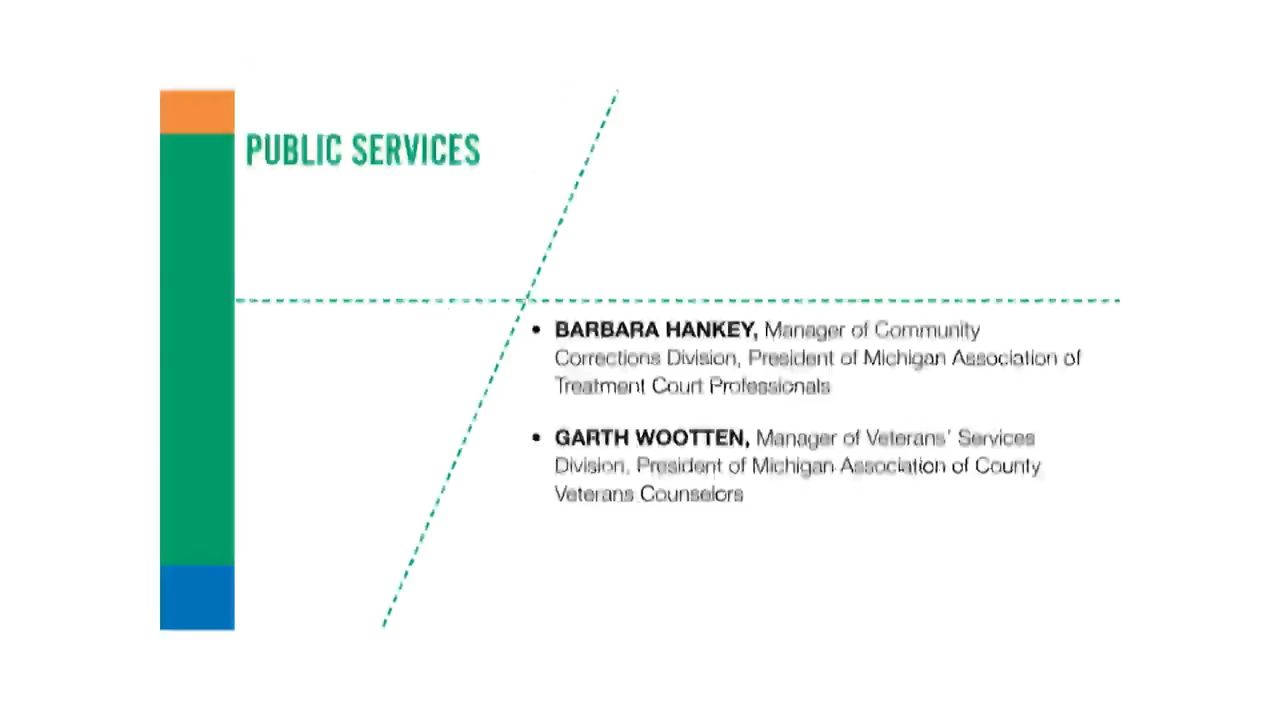 PUBLIC SERVICES
• BARBARA HANKEY, Manager of Community
Corrections Division, President of Michigan Association of
Treatment Court Professionals
• GARTH WOOTTEN, Manager of Veterans' Services
Division, President of Michigan Association of County
Veterans Counselors